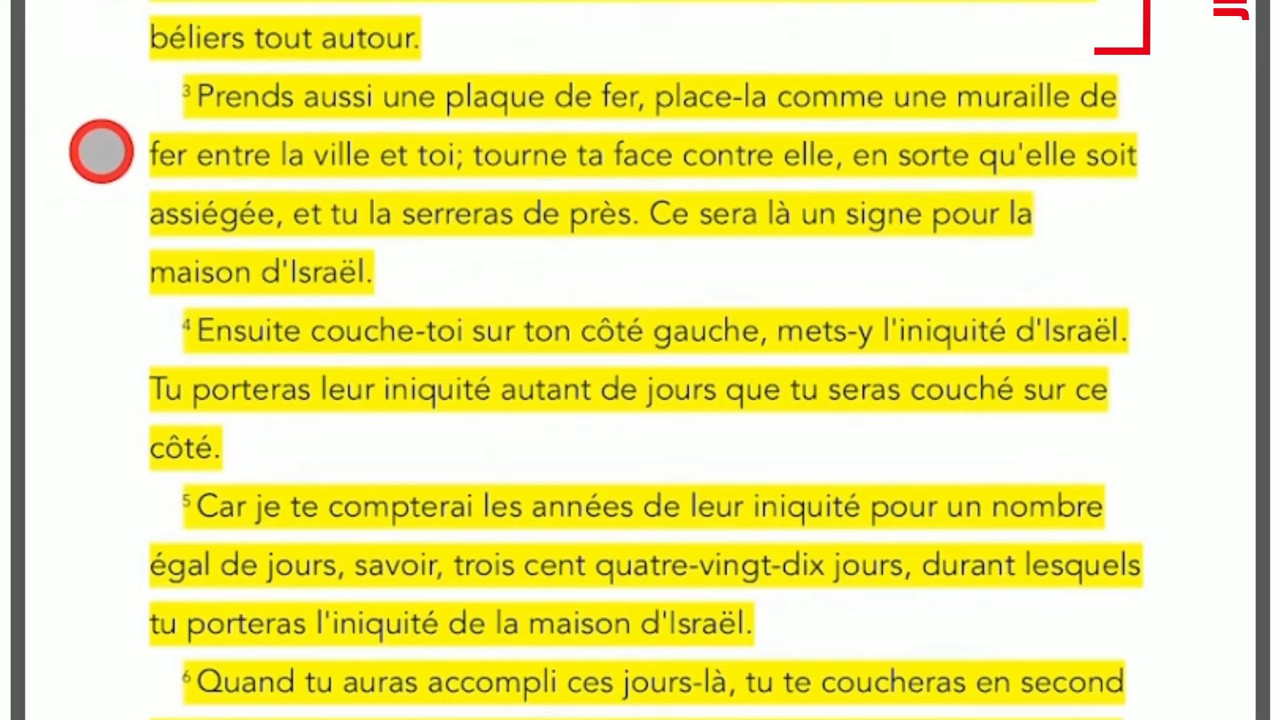 béliers tout autour.
3 Prends aussi une plaque de fer, place-la comme une muraille de
fer entre la ville et toi; tourne ta face contre elle, en sorte qu'elle soit
assiégée, et tu la serreras de près. Ce sera là un signe pour la
maison d'Israël.
4 Ensuite couche-toi sur ton côté gauche, mets-y l'iniquité d'Israël.
Tu porteras leur iniquité autant de jours que tu seras couché sur ce
côté.
5 Car je te compterai les années de leur iniquité pour un nombre
égal de jours, savoir, trois cent quatre-vingt-dix jours, durant lesquels
tu porteras l'iniquité de la maison d'Israël.
6 Quand tu auras accompli ces jours-là, tu te coucheras en second